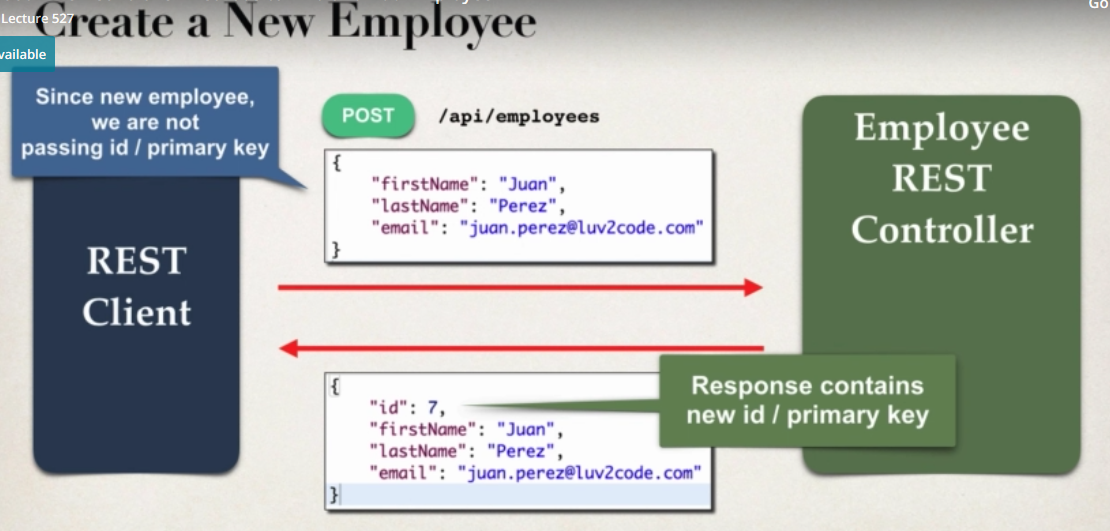 Lecture 527
Go
Create a New Employee
vailable
Since new employee,
we are not
passing id / primary key
POST /api/employees
{
"firstName": "Juan",
"lastName": "Perez",
"email": "juan.perez@luv2code.com"
}
REST
Client
Employee
REST
Controller
{
"id": 7,
"firstName": "Juan",
"lastName": "Perez",
"email": "juan.perez@luv2code.com"
}
Response contains
new id / primary key